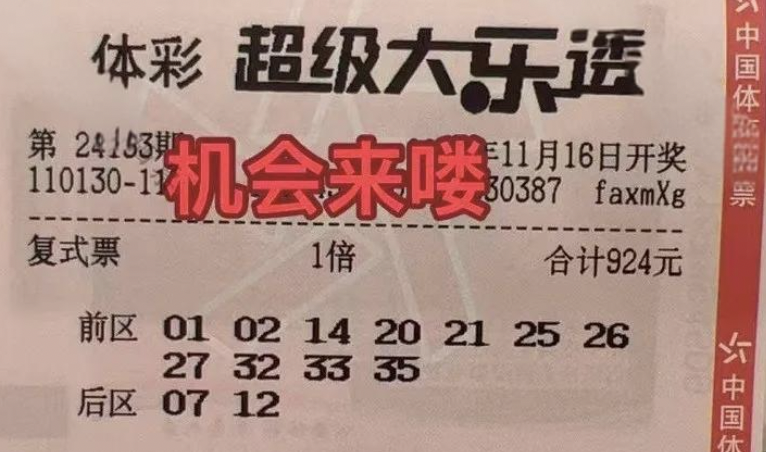 体彩 超级大乐透
第 24133期 年11月16日开奖
机会来喽
110130-11 30387 faxmXg
复式票 1倍 合计924元
前区 01 02 14 20 21 25 26
27 32 33 35
后区 07 12
中国体 票
中国体